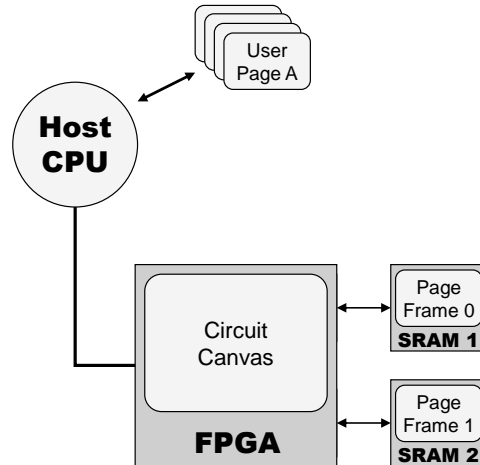 User
Page A
Host
CPU
Circuit
Canvas
FPGA
Page
Frame 0
SRAM 1
Page
Frame 1
SRAM 2